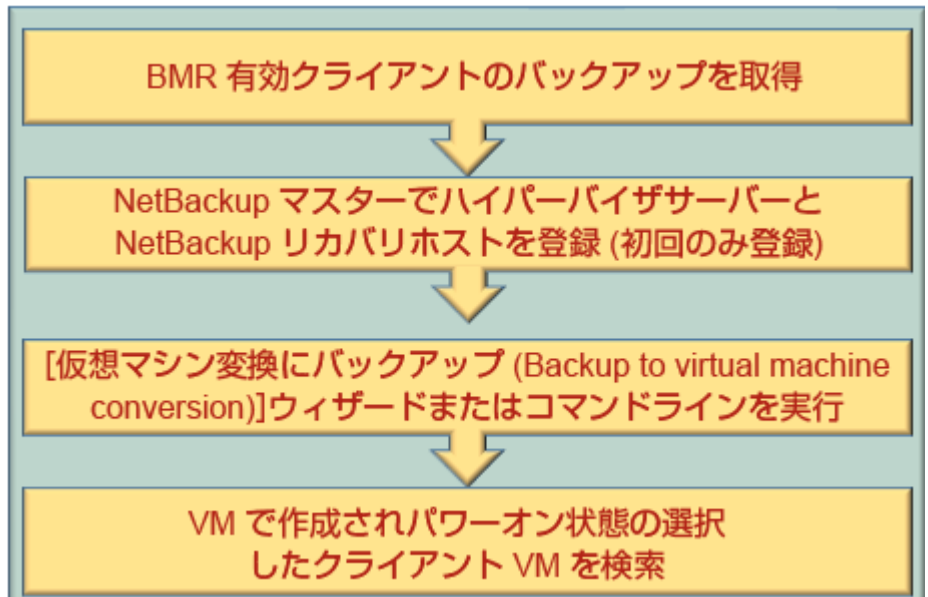 BMR 有効クライアントのバックアップを取得
NetBackup マスターでハイパーバイザサーバーと
NetBackup リカバリホストを登録 (初回のみ登録)
[仮想マシン変換にバックアップ (Backup to virtual machine
conversion)]ウィザードまたはコマンドラインを実行
VM で作成されパワーオン状態の選択
したクライアント VM を検索